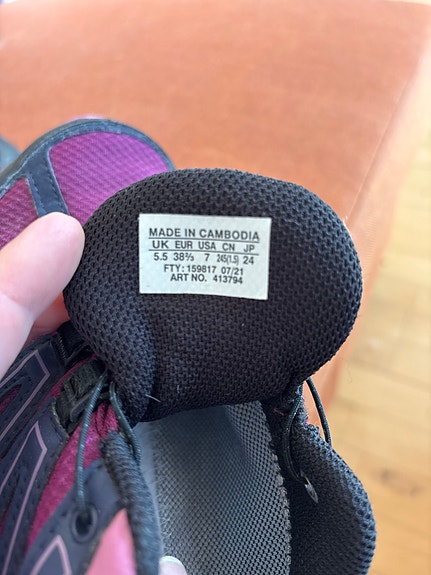 MADE IN CAMBODIA
UK EUR USA CN JP
5.5 38⅔ 7 245(1.5) 24
FTY: 159817 07/21
ART NO. 413794